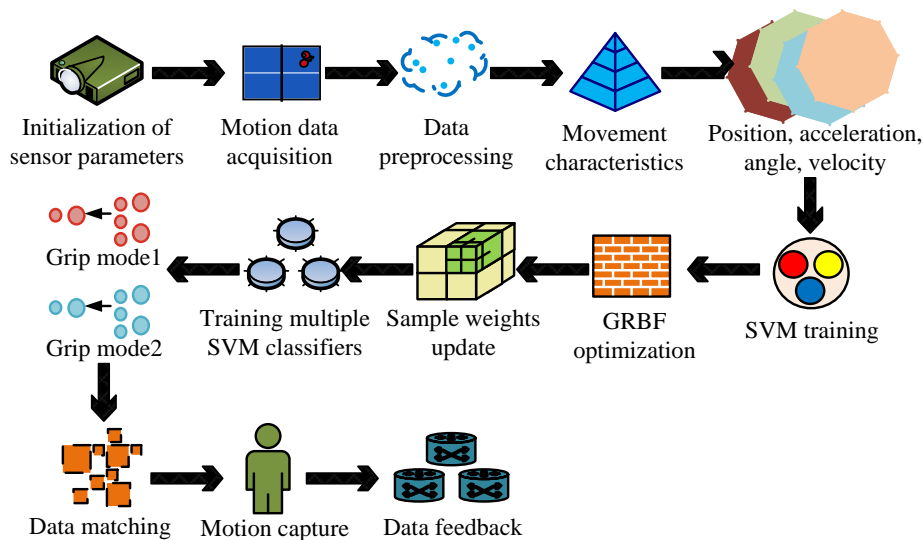 Initialization of
sensor parameters
Motion data
acquisition
Data
preprocessing
Movement
characteristics
Position, acceleration,
angle, velocity
Grip mode1
Grip mode2
Training multiple
SVM classifiers
Sample weights
update
GRBF
optimization
SVM training
Data matching
Motion capture
Data feedback